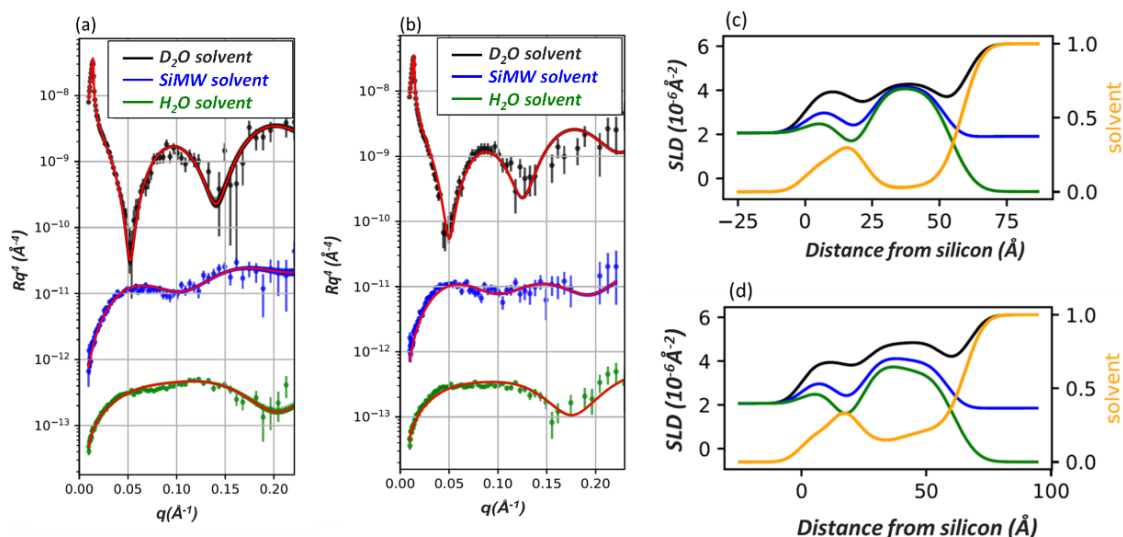 (a)
D₂O solvent
SiMW solvent
H₂O solvent
10⁻⁸
10⁻⁹
10⁻¹⁰
10⁻¹¹
10⁻¹²
10⁻¹³
Rq⁴ (Å⁻⁴)
0.00 0.05 0.10 0.15 0.20
q(Å⁻¹)
(b)
D₂O solvent
SiMW solvent
H₂O solvent
10⁻⁸
10⁻⁹
10⁻¹⁰
10⁻¹¹
10⁻¹²
10⁻¹³
Rq⁴ (Å⁻⁴)
0.00 0.05 0.10 0.15 0.20
q(Å⁻¹)
(c)
6
4
2
0
SLD (10⁻⁶Å⁻²)
1.0
0.5
0.0
solvent
−25 0 25 50 75
Distance from silicon (Å)
(d)
6
4
2
0
SLD (10⁻⁶Å⁻²)
1.0
0.5
0.0
solvent
0 50 100
Distance from silicon (Å)